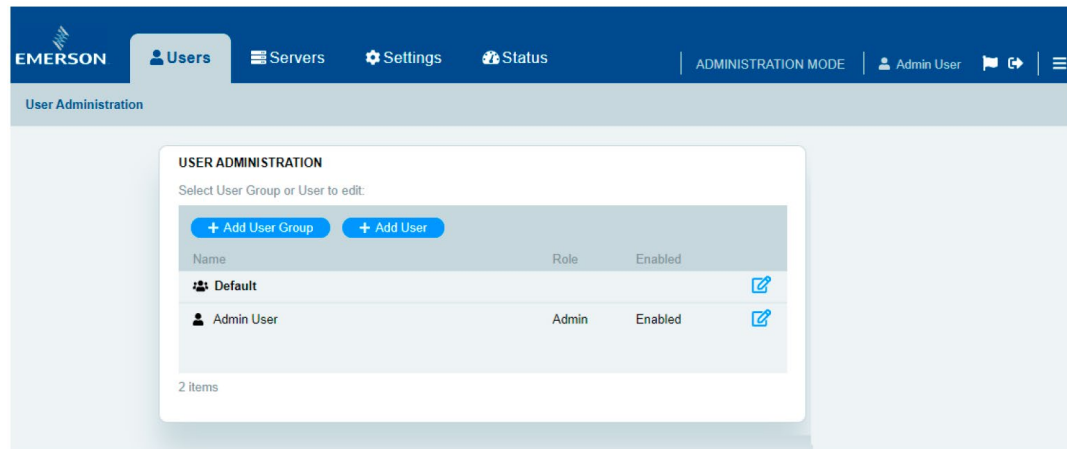 EMERSON Users Servers Settings Status ADMINISTRATION MODE Admin User
User Administration
USER ADMINISTRATION
Select User Group or User to edit:
+ Add User Group + Add User
Name Role Enabled
Default
Admin User Admin Enabled
2 items